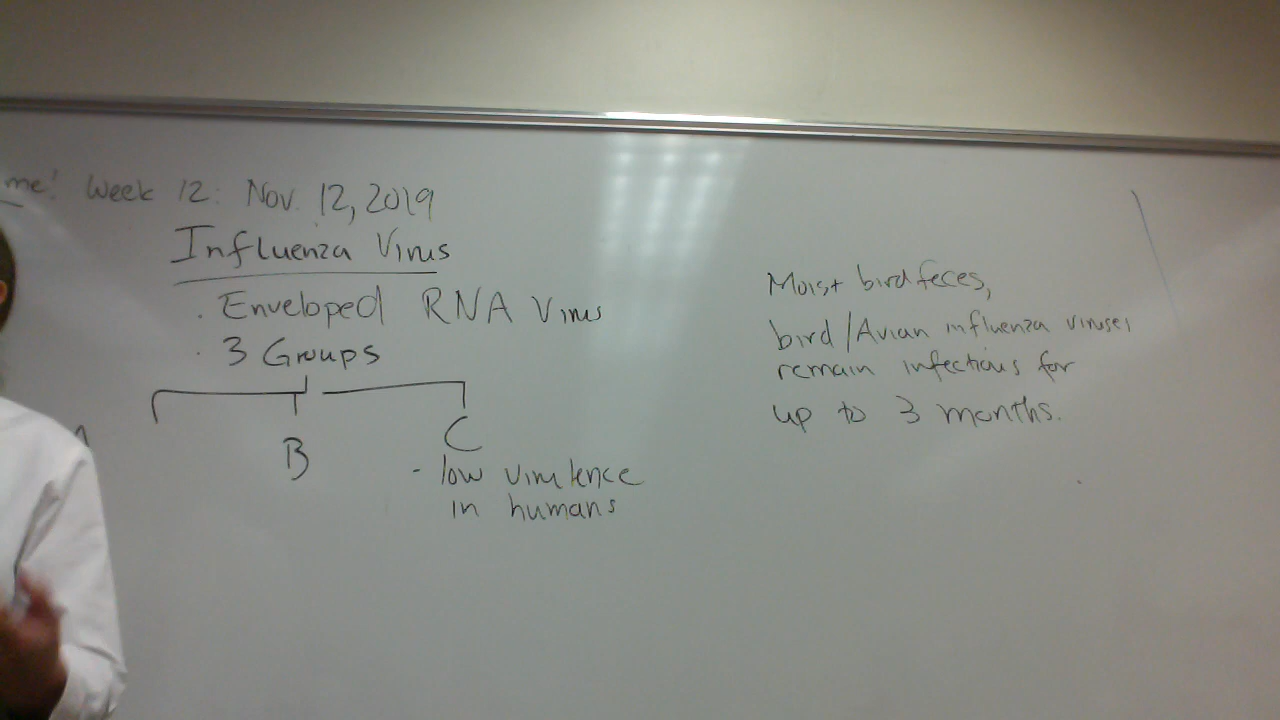 me! Week 12: Nov. 12, 2019
Influenza Virus
. Enveloped RNA Virus
. 3 Groups
B
C
- low virulence
in humans
Moist bird feces,
bird/Avian influenza viruses
remain infectious for
up to 3 months.